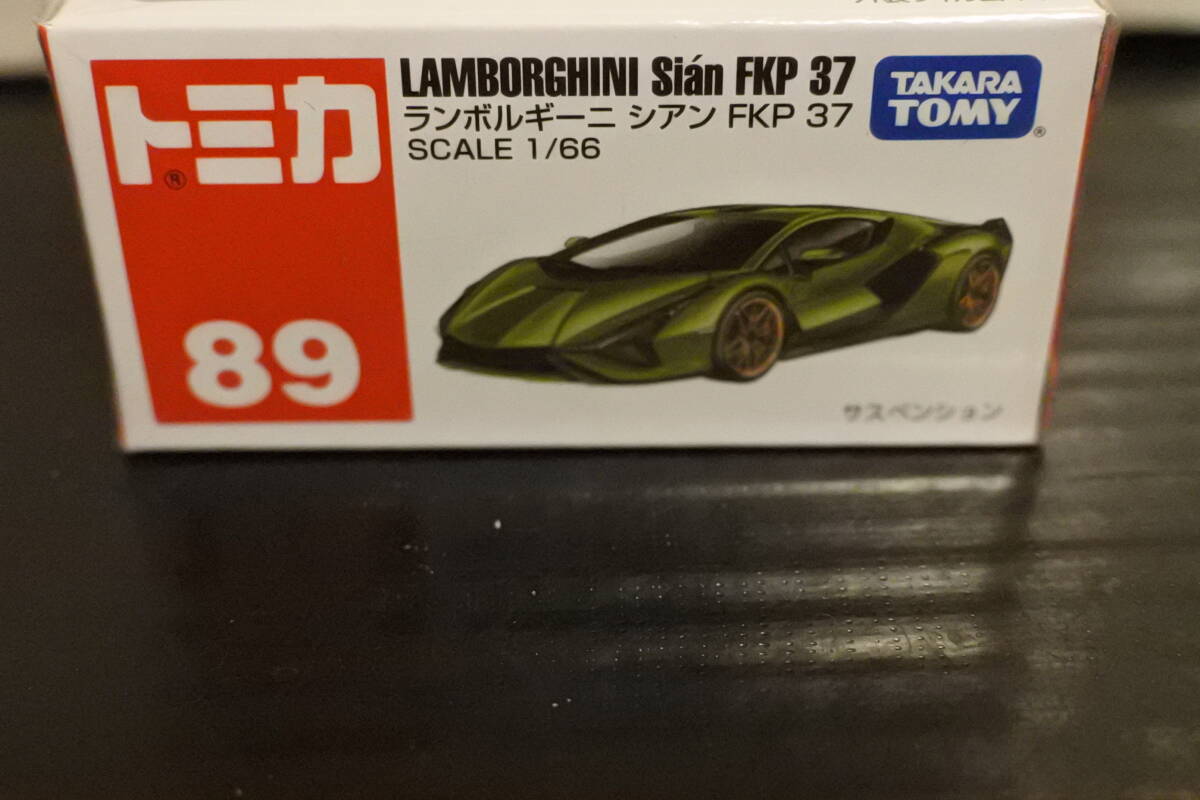 トミカ
®
89
LAMBORGHINI Sián FKP 37
ランボルギーニ シアン FKP 37
SCALE 1/66
TAKARA
TOMY
®
サスペンション